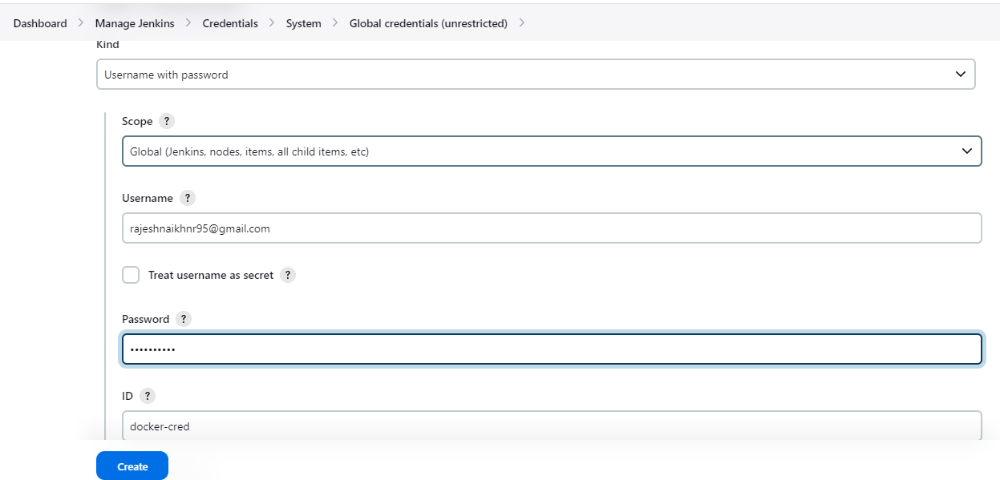 Dashboard > Manage Jenkins > Credentials > System > Global credentials (unrestricted) >
Kind
Username with password
Scope ?
Global (Jenkins, nodes, items, all child items, etc)
Username ?
rajeshnaikhnr95@gmail.com
Treat username as secret ?
Password ?
••••••••••
ID ?
docker-cred
Create